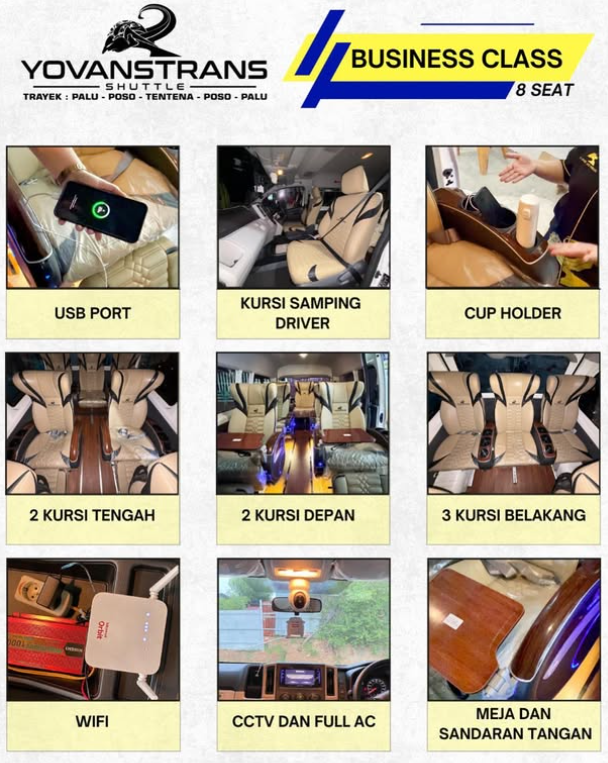 YOVANSTRANS
SHUTTLE
TRAYEK : PALU - POSO - TENTENA - POSO - PALU
BUSINESS CLASS
8 SEAT
USB PORT
KURSI SAMPING
DRIVER
CUP HOLDER
2 KURSI TENGAH
2 KURSI DEPAN
3 KURSI BELAKANG
Orbit
WIFI
CCTV DAN FULL AC
MEJA DAN
SANDARAN TANGAN